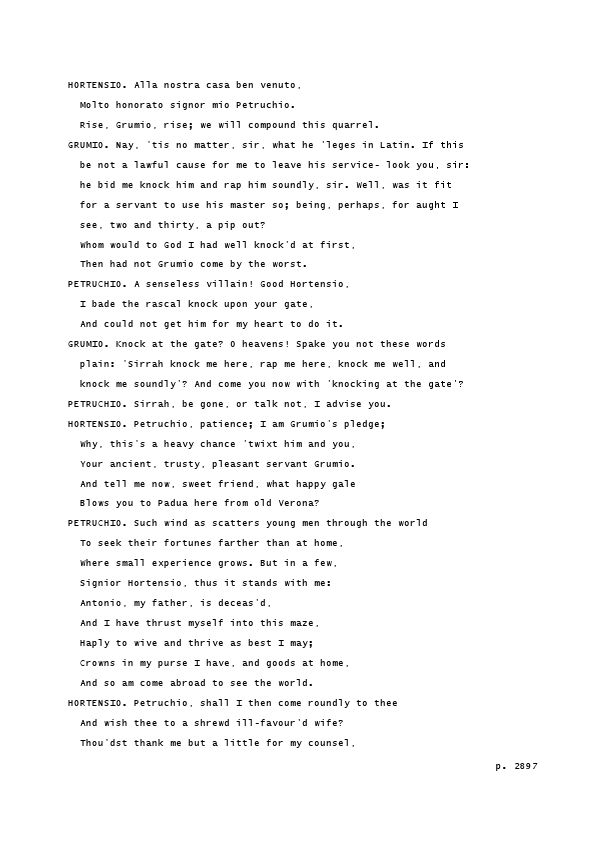 HORTENSIO. Alla nostra casa ben venuto,
Molto honorato signor mio Petruchio.
Rise, Grumio, rise; we will compound this quarrel.
GRUMIO. Nay, 'tis no matter, sir, what he 'leges in Latin. If this
be not a lawful cause for me to leave his service- look you, sir:
he bid me knock him and rap him soundly, sir. Well, was it fit
for a servant to use his master so; being, perhaps, for aught I
see, two and thirty, a pip out?
Whom would to God I had well knock'd at first,
Then had not Grumio come by the worst.
PETRUCHIO. A senseless villain! Good Hortensio,
I bade the rascal knock upon your gate,
And could not get him for my heart to do it.
GRUMIO. Knock at the gate? O heavens! Spake you not these words
plain: 'Sirrah knock me here, rap me here, knock me well, and
knock me soundly'? And come you now with 'knocking at the gate'?
PETRUCHIO. Sirrah, be gone, or talk not, I advise you.
HORTENSIO. Petruchio, patience; I am Grumio's pledge;
Why, this's a heavy chance 'twixt him and you,
Your ancient, trusty, pleasant servant Grumio.
And tell me now, sweet friend, what happy gale
Blows you to Padua here from old Verona?
PETRUCHIO. Such wind as scatters young men through the world
To seek their fortunes farther than at home,
Where small experience grows. But in a few,
Signior Hortensio, thus it stands with me:
Antonio, my father, is deceas'd,
And I have thrust myself into this maze,
Haply to wive and thrive as best I may;
Crowns in my purse I have, and goods at home,
And so am come abroad to see the world.
HORTENSIO. Petruchio, shall I then come roundly to thee
And wish thee to a shrewd ill-favour'd wife?
Thou'dst thank me but a little for my counsel,
p. 2897